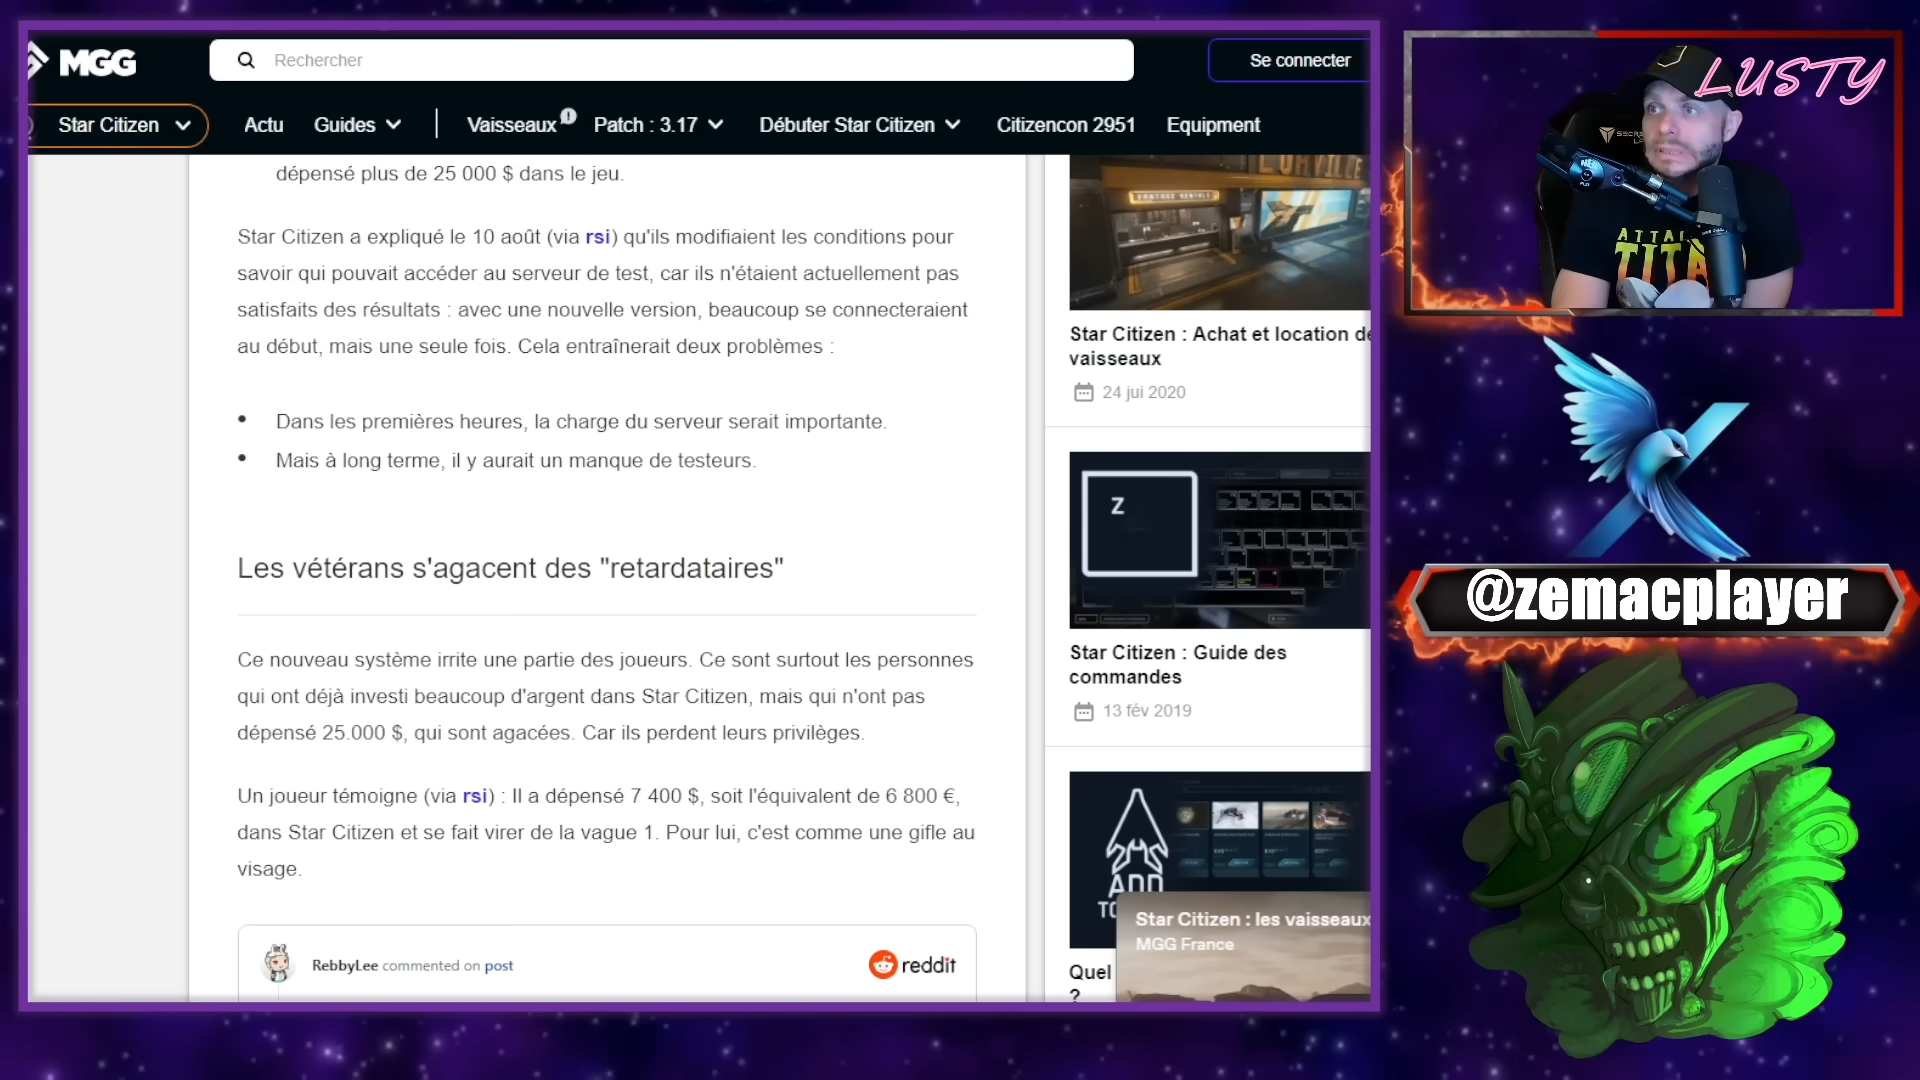 MGG
Rechercher
Se connecter
Star Citizen
Actu
Guides
Vaisseaux
Patch : 3.17
Débuter Star Citizen
Citizencon 2951
Equipment
dépensé plus de 25 000 $ dans le jeu.
Star Citizen a expliqué le 10 août (via rsi) qu'ils modifiaient les conditions pour
savoir qui pouvait accéder au serveur de test, car ils n'étaient actuellement pas
satisfaits des résultats : avec une nouvelle version, beaucoup se connecteraient
au début, mais une seule fois. Cela entraînerait deux problèmes :
• Dans les premières heures, la charge du serveur serait importante.
• Mais à long terme, il y aurait un manque de testeurs.
Les vétérans s'agacent des "retardataires"
Ce nouveau système irrite une partie des joueurs. Ce sont surtout les personnes
qui ont déjà investi beaucoup d'argent dans Star Citizen, mais qui n'ont pas
dépensé 25.000 $, qui sont agacées. Car ils perdent leurs privilèges.
Un joueur témoigne (via rsi) : Il a dépensé 7 400 $, soit l'équivalent de 6 800 €,
dans Star Citizen et se fait virer de la vague 1. Pour lui, c'est comme une gifle au
visage.
RebbyLee commented on post
reddit
VANTAGE RENTALS
Star Citizen : Achat et location de
vaisseaux
24 jui 2020
Z
Star Citizen : Guide des
commandes
13 fév 2019
ADD
TO
Star Citizen : les vaisseaux
MGG France
Quel
?
LUSTY
ATTA
TITA
@zemacplayer